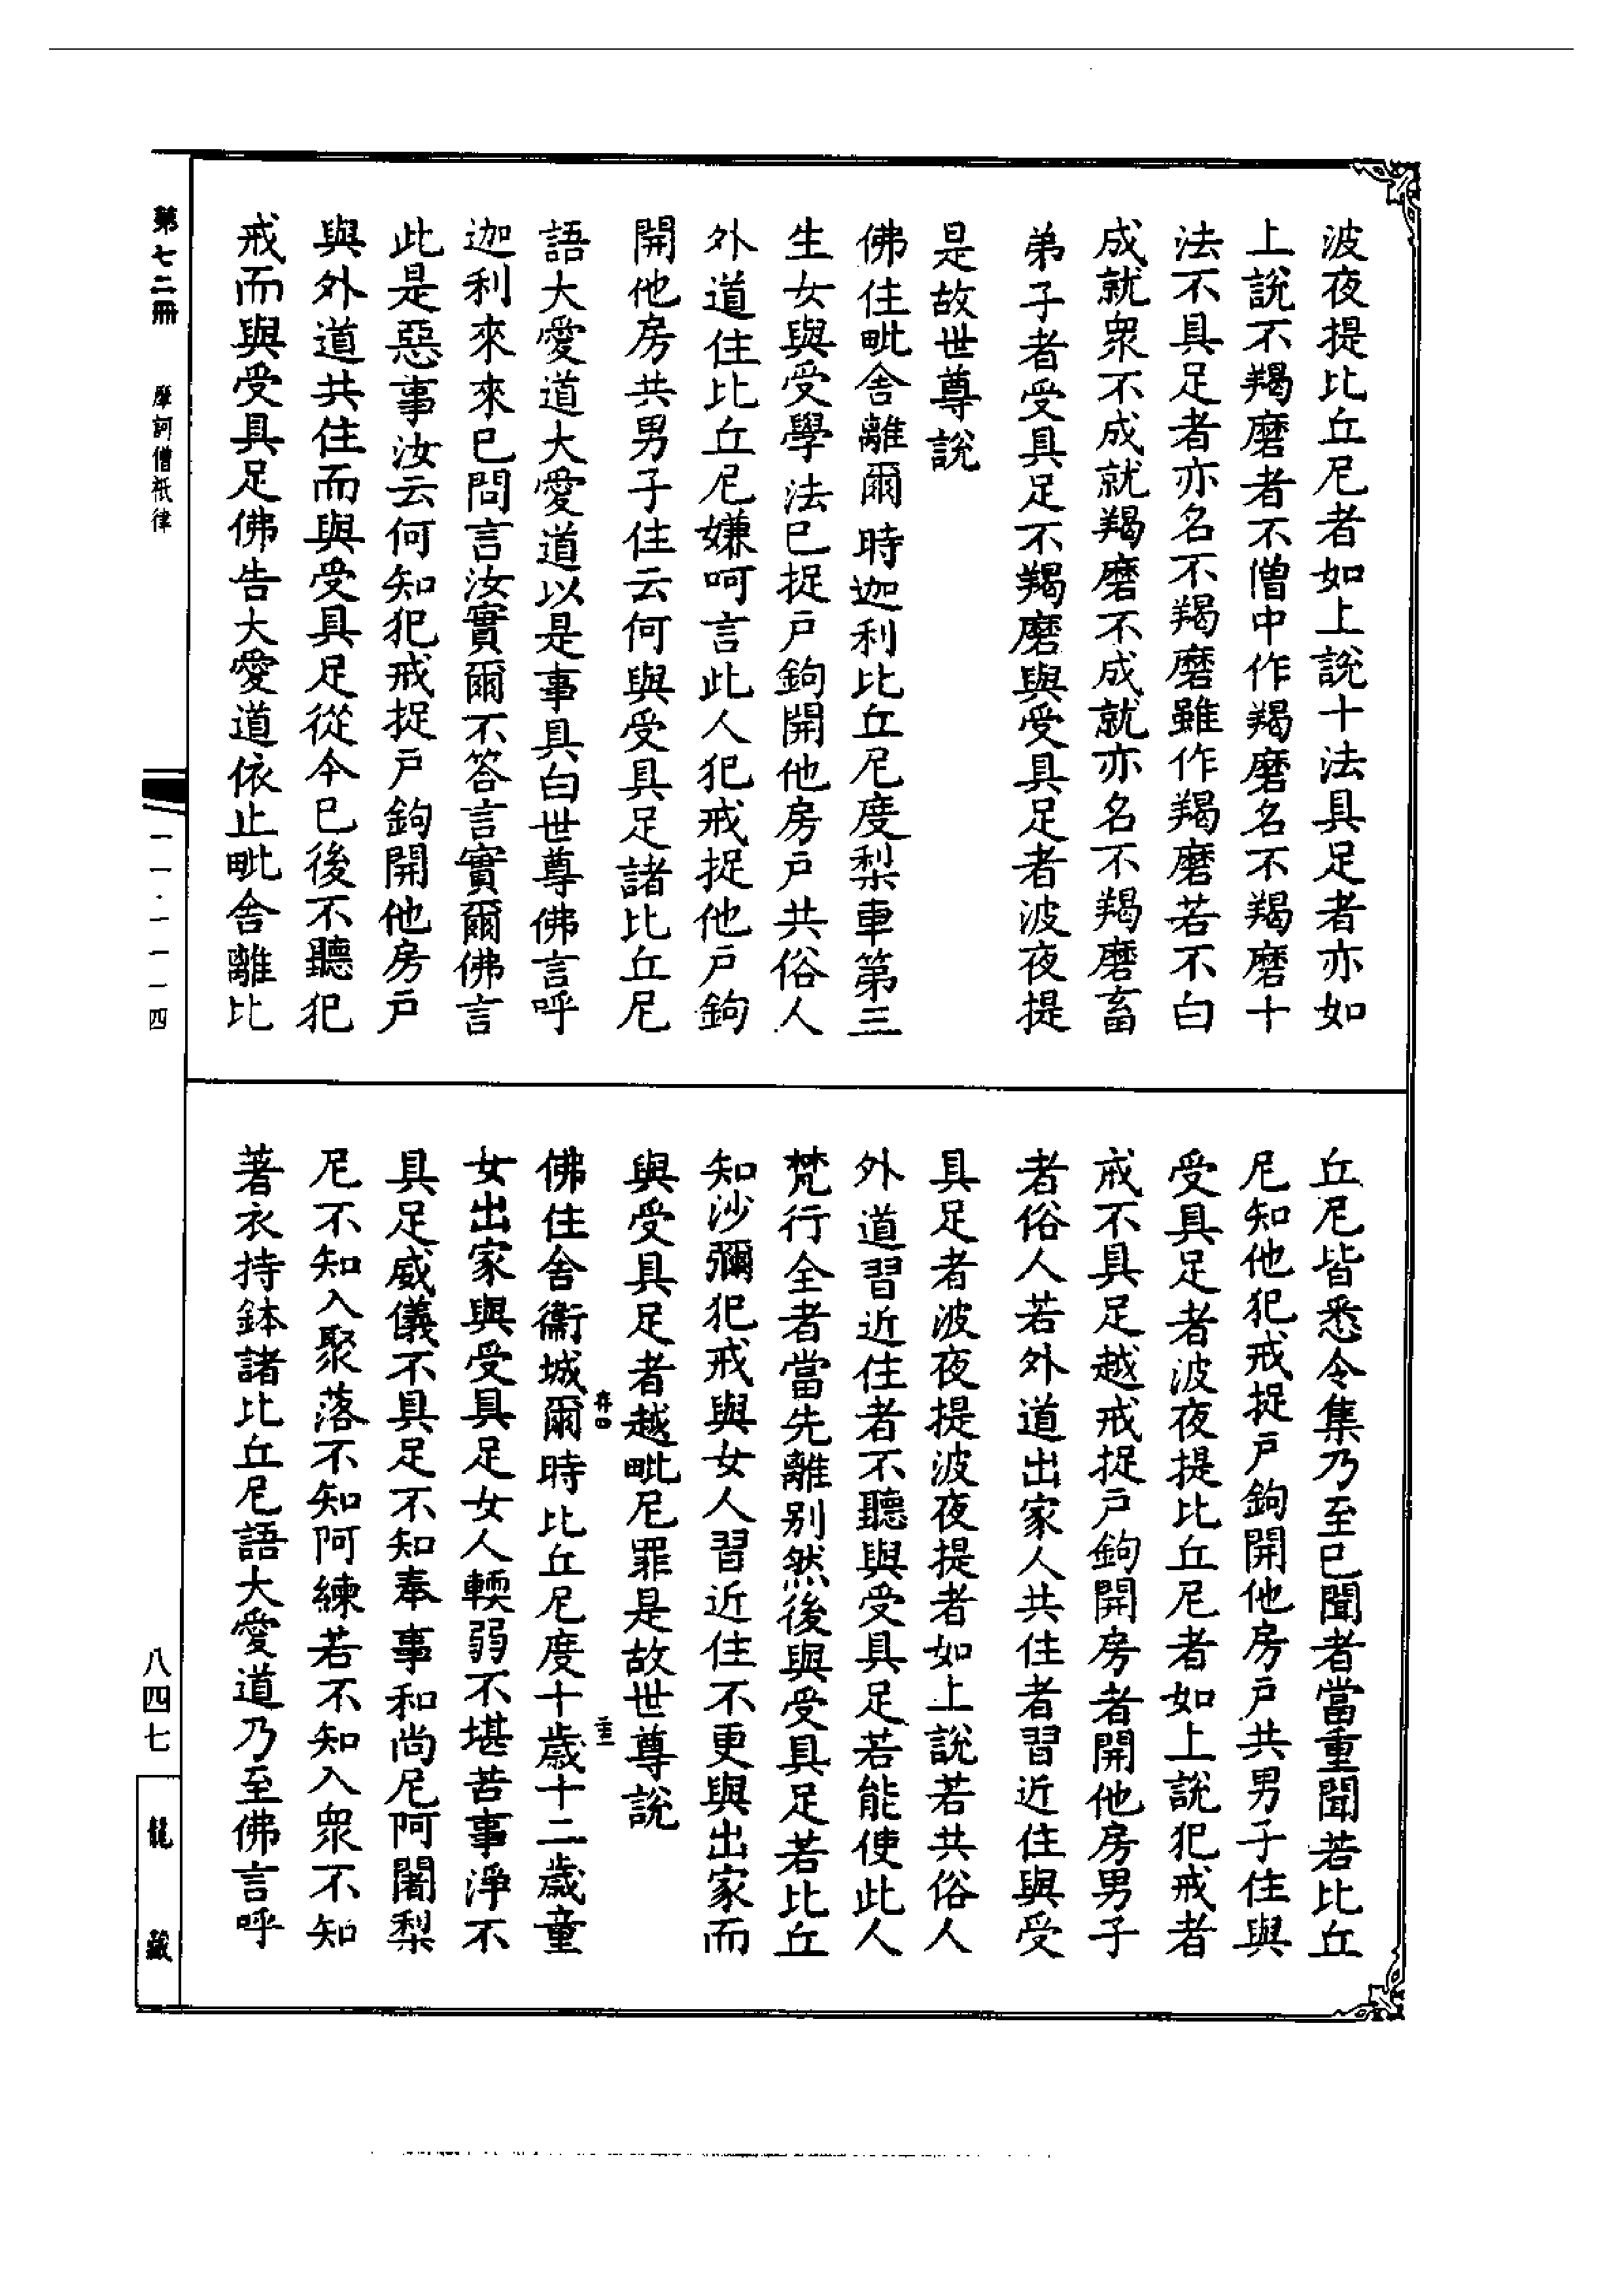 波夜提比丘尼者如上說十法具足者亦如
上說不羯磨者不僧中作羯磨名不羯磨十
法不具足者亦名不羯磨雖作羯磨若不白
成就衆不成就羯磨不成就亦名不羯磨畜
弟子者受具足不羯磨與受具足者波夜提
是故世尊說
佛住毗舍離爾時迦利比丘尼度梨車第三
生女與受學法已捉戶鉤開他房戶共俗人
外道住比丘尼嫌呵言此人犯戒捉他戶鉤
開他房共男子住云何與受具足諸比丘尼
語大愛道大愛道以是事具白世尊佛言呼
迦利來來已問言汝實爾不答言實爾佛言
此是惡事汝云何知犯戒捉戶鉤開他房戶
與外道共住而與受具足從今已後不聽犯
戒而與受具足佛告大愛道依止毗舍離比
丘尼皆悉令集乃至已聞者當重聞若比丘
尼知他犯戒捉戶鉤開他房戶共男子住與
受具足者波夜提比丘尼者如上說犯戒者
戒不具足越戒捉戶鉤開房者開他房男子
者俗人若外道出家人共住者習近住與受
具足者波夜提波夜提者如上說若共俗人
外道習近住者不聽與受具足若能使此人
梵行全者當先離別然後與受具足若比丘
知沙彌犯戒與女人習近住不更與出家而
與受具足者越毗尼罪是故世尊說
佛住舍衞城爾時比丘尼度十歲十二歲童
女出家與受具足女人輭弱不堪苦事淨不
具足威儀不具足不知奉事和尚尼阿闍梨
尼不知入聚落不知阿練若不知入衆不知
著衣持鉢諸比丘尼語大愛道乃至佛言呼
第七二冊
摩訶僧祇律
一一·一一一四
八四七
龍藏